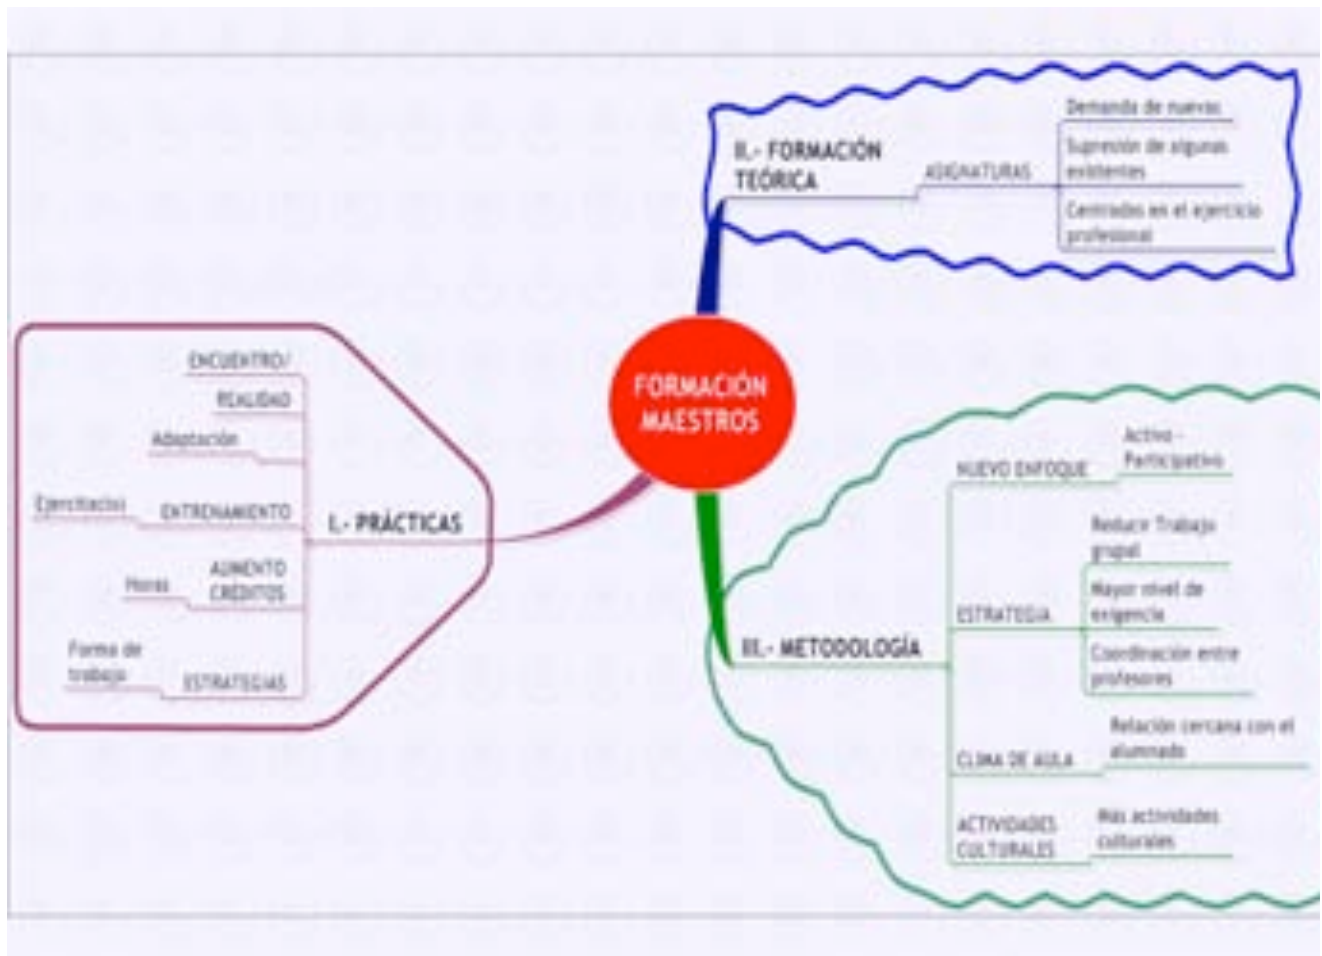 FORMACIÓN
MAESTROS
I.- PRÁCTICAS
ENCUENTRO/
REALIDAD
Adaptación
ENTRENAMIENTO
AUMENTO
CRÉDITOS
Horas
ESTRATEGIAS
Forma de
trabajo
II.- FORMACIÓN
TEÓRICA
ASIGNATURAS
Demanda de nuevas
Supresión de algunas
existentes
Centrados en el ejercicio
profesional
III.- METODOLOGÍA
NUEVO ENFOQUE
Activo -
Participativo
ESTRATEGIA
Reducir Trabajo
grupal
Mayor nivel de
exigencia
Coordinación entre
profesores
CLIMA DE AULA
Relación cercana con el
alumnado
ACTIVIDADES
CULTURALES
Más actividades
culturales